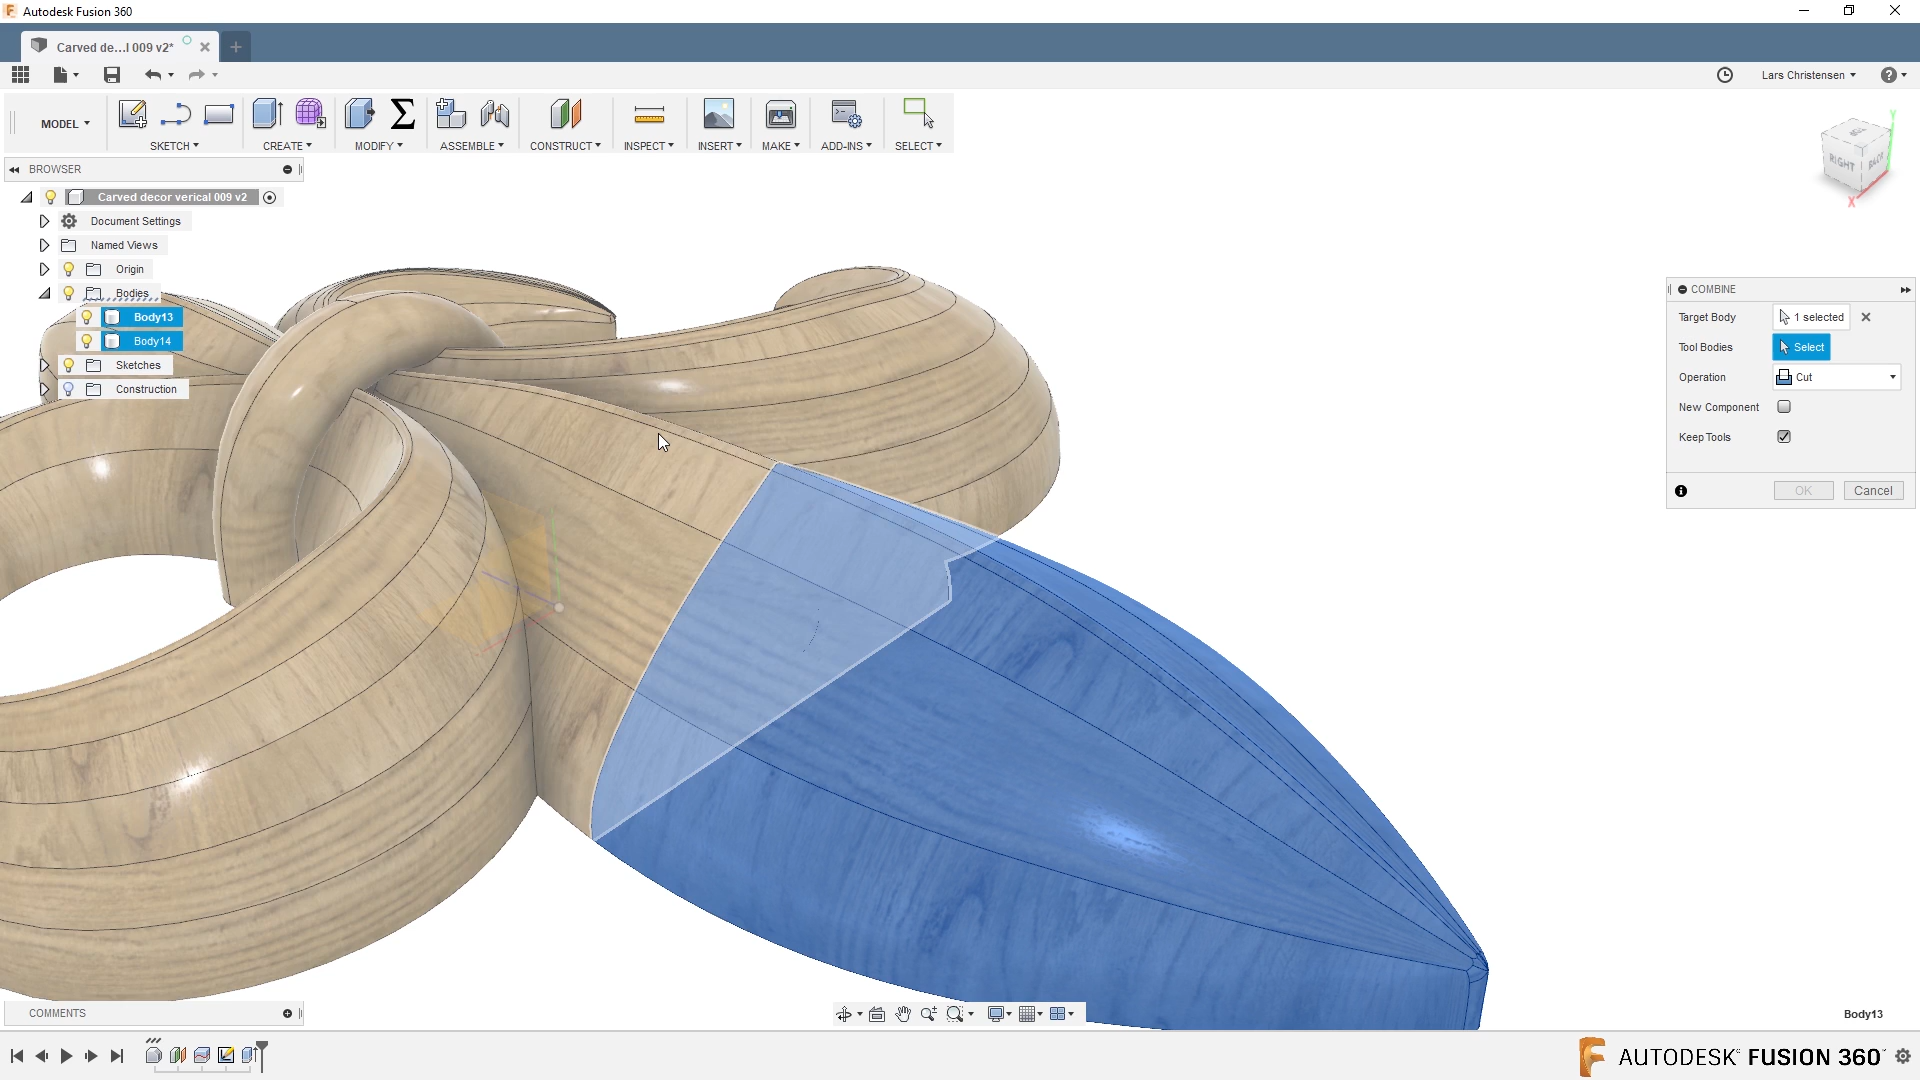 Autodesk Fusion 360
Carved de...l 009 v2*
Lars Christensen
MODEL
SKETCH
CREATE
MODIFY
ASSEMBLE
CONSTRUCT
INSPECT
INSERT
MAKE
ADD-INS
SELECT
BROWSER
Carved decor verical 009 v2
Document Settings
Named Views
Origin
Bodies
Body13
Body14
Sketches
Construction
RIGHT
BACK
Y
X
COMBINE
Target Body 1 selected
Tool Bodies Select
Operation Cut
New Component
Keep Tools
OK Cancel
COMMENTS
Body13
AUTODESK® FUSION 360™